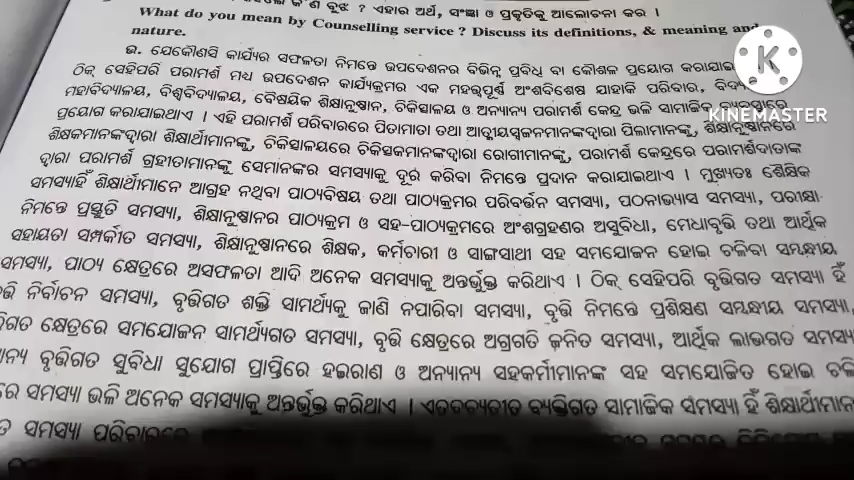 କ'ଣ ବୁଝ ? ଏହାର ଅର୍ଥ, ସଂଜ୍ଞା ଓ ପ୍ରକୃତିକୁ ଆଲୋଚନା କର ।
What do you mean by Counselling service ? Discuss its definitions, & meaning and
nature.
ଉ. ଯେକୌଣସି କାର୍ଯ୍ୟର ସଫଳତା ନିମନ୍ତେ ଉପଦେଶନର ବିଭିନ୍ନ ପ୍ରବିଧି ବା କୌଶଳ ପ୍ରୟୋଗ
ଠିକ୍ ସେହିପରି ପରାମର୍ଶ ମଧ୍ୟ ଉପଦେଶନ କାର୍ଯ୍ୟକ୍ରମର ଏକ ମହତ୍ତ୍ୱପୂର୍ଣ୍ଣ ଅଂଶବିଶେଷ ଯାହାକି ପରିବାର,
ମହାବିଦ୍ୟାଳୟ, ବିଶ୍ୱବିଦ୍ୟାଳୟ, ବୈଷୟିକ ଶିକ୍ଷାନୁଷ୍ଠାନ, ଚିକିତ୍ସାଳୟ ଓ ଅନ୍ୟାନ୍ୟ ପରାମର୍ଶ କେନ୍ଦ୍ର ଭଳି ସାମାଜିକ
ପ୍ରୟୋଗ କରାଯାଇଥାଏ । ଏହି ପରାମର୍ଶ ପରିବାରରେ ପିତାମାତା ତଥା ଆତ୍ମୀୟସ୍ୱଜନମାନଙ୍କଦ୍ୱାରା ପିଲାମାନଙ୍କୁ, ଶିକ୍ଷାନୁଷ୍ଠାନରେ
ଶିକ୍ଷକମାନଙ୍କଦ୍ୱାରା ଶିକ୍ଷାର୍ଥୀମାନଙ୍କୁ, ଚିକିତ୍ସାଳୟରେ ଚିକିତ୍ସକମାନଙ୍କଦ୍ୱାରା ରୋଗୀମାନଙ୍କୁ, ପରାମର୍ଶ କେନ୍ଦ୍ରରେ ପରାମର୍ଶଦାତାଙ୍କ
ଦ୍ୱାରା ପରାମର୍ଶ ଗ୍ରହୀତାମାନଙ୍କୁ ସେମାନଙ୍କର ସମସ୍ୟାକୁ ଦୂର କରିବା ନିମନ୍ତେ ପ୍ରଦାନ କରାଯାଇଥାଏ । ମୁଖ୍ୟତଃ ଶୈକ୍ଷିକ
ସମସ୍ୟାହିଁ ଶିକ୍ଷାର୍ଥୀମାନେ ଆଗ୍ରହ ନଥିବା ପାଠ୍ୟବିଷୟ ତଥା ପାଠ୍ୟକ୍ରମର ପରିବର୍ତ୍ତନ ସମସ୍ୟା, ପଠନାଭ୍ୟାସ ସମସ୍ୟା, ପରୀକ୍ଷା
ନିମନ୍ତେ ପ୍ରସ୍ତୁତି ସମସ୍ୟା, ଶିକ୍ଷାନୁଷ୍ଠାନର ପାଠ୍ୟକ୍ରମ ଓ ସହ-ପାଠ୍ୟକ୍ରମରେ ଅଂଶଗ୍ରହଣର ଅସୁବିଧା, ମେଧାବୃତ୍ତି ତଥା ଆର୍ଥିକ
ସହାୟତା ସମ୍ପର୍କୀତ ସମସ୍ୟା, ଶିକ୍ଷାନୁଷ୍ଠାନରେ ଶିକ୍ଷକ, କର୍ମଚାରୀ ଓ ସାଙ୍ଗସାଥୀ ସହ ସମଯୋଜନ ହୋଇ ଚଳିବା ସମ୍ବନ୍ଧୀୟ
ସମସ୍ୟା, ପାଠ୍ୟ କ୍ଷେତ୍ରରେ ଅସଫଳତା ଆଦି ଅନେକ ସମସ୍ୟାକୁ ଅନ୍ତର୍ଭୁକ୍ତ କରିଥାଏ । ଠିକ୍ ସେହିପରି ବୃତ୍ତିଗତ ସମସ୍ୟା ହିଁ
ନିର୍ବାଚନ ସମସ୍ୟା, ବୃତ୍ତିଗତ ଶକ୍ତି ସାମର୍ଥ୍ୟକୁ ଜାଣି ନପାରିବା ସମସ୍ୟା, ବୃତ୍ତି ନିମନ୍ତେ ପ୍ରଶିକ୍ଷଣ ସମ୍ବନ୍ଧୀୟ ସମସ୍ୟା,
କ୍ଷେତ୍ରରେ ସମଯୋଜନ ସାମର୍ଥ୍ୟଗତ ସମସ୍ୟା, ବୃତ୍ତି କ୍ଷେତ୍ରରେ ଅଗ୍ରଗତି ଜନିତ ସମସ୍ୟା, ଆର୍ଥିକ ଲାଭଗତ ସମସ୍ୟା
ବୃତ୍ତିଗତ ସୁବିଧା ସୁଯୋଗ ପ୍ରାପ୍ତିରେ ହଇରାଣ ଓ ଅନ୍ୟାନ୍ୟ ସହକର୍ମୀମାନଙ୍କ ସହ ସମଯୋଜିତ ହୋଇ
ସମସ୍ୟା ଭଳି ଅନେକ ସମସ୍ୟାକୁ ଅନ୍ତର୍ଭୁକ୍ତ କରିଥାଏ । ଏତଦବ୍ୟତୀତ ବ୍ୟକ୍ତିଗତ ସାମାଜିକ ସମସ୍ୟା ହିଁ
ସମସ୍ୟା
KINEMASTER